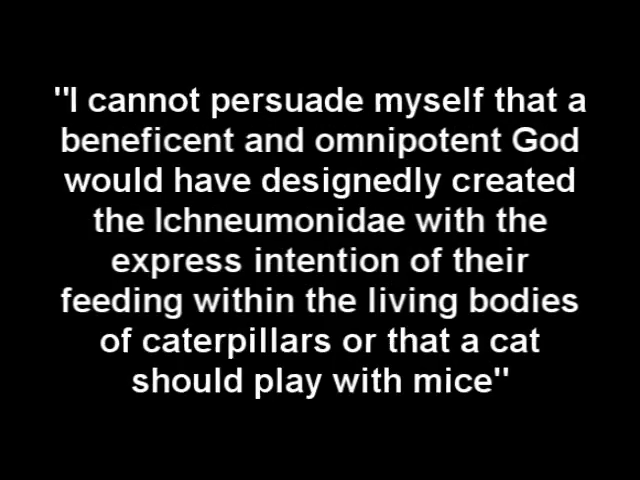 "I cannot persuade myself that a
beneficent and omnipotent God
would have designedly created
the Ichneumonidae with the
express intention of their
feeding within the living bodies
of caterpillars or that a cat
should play with mice"